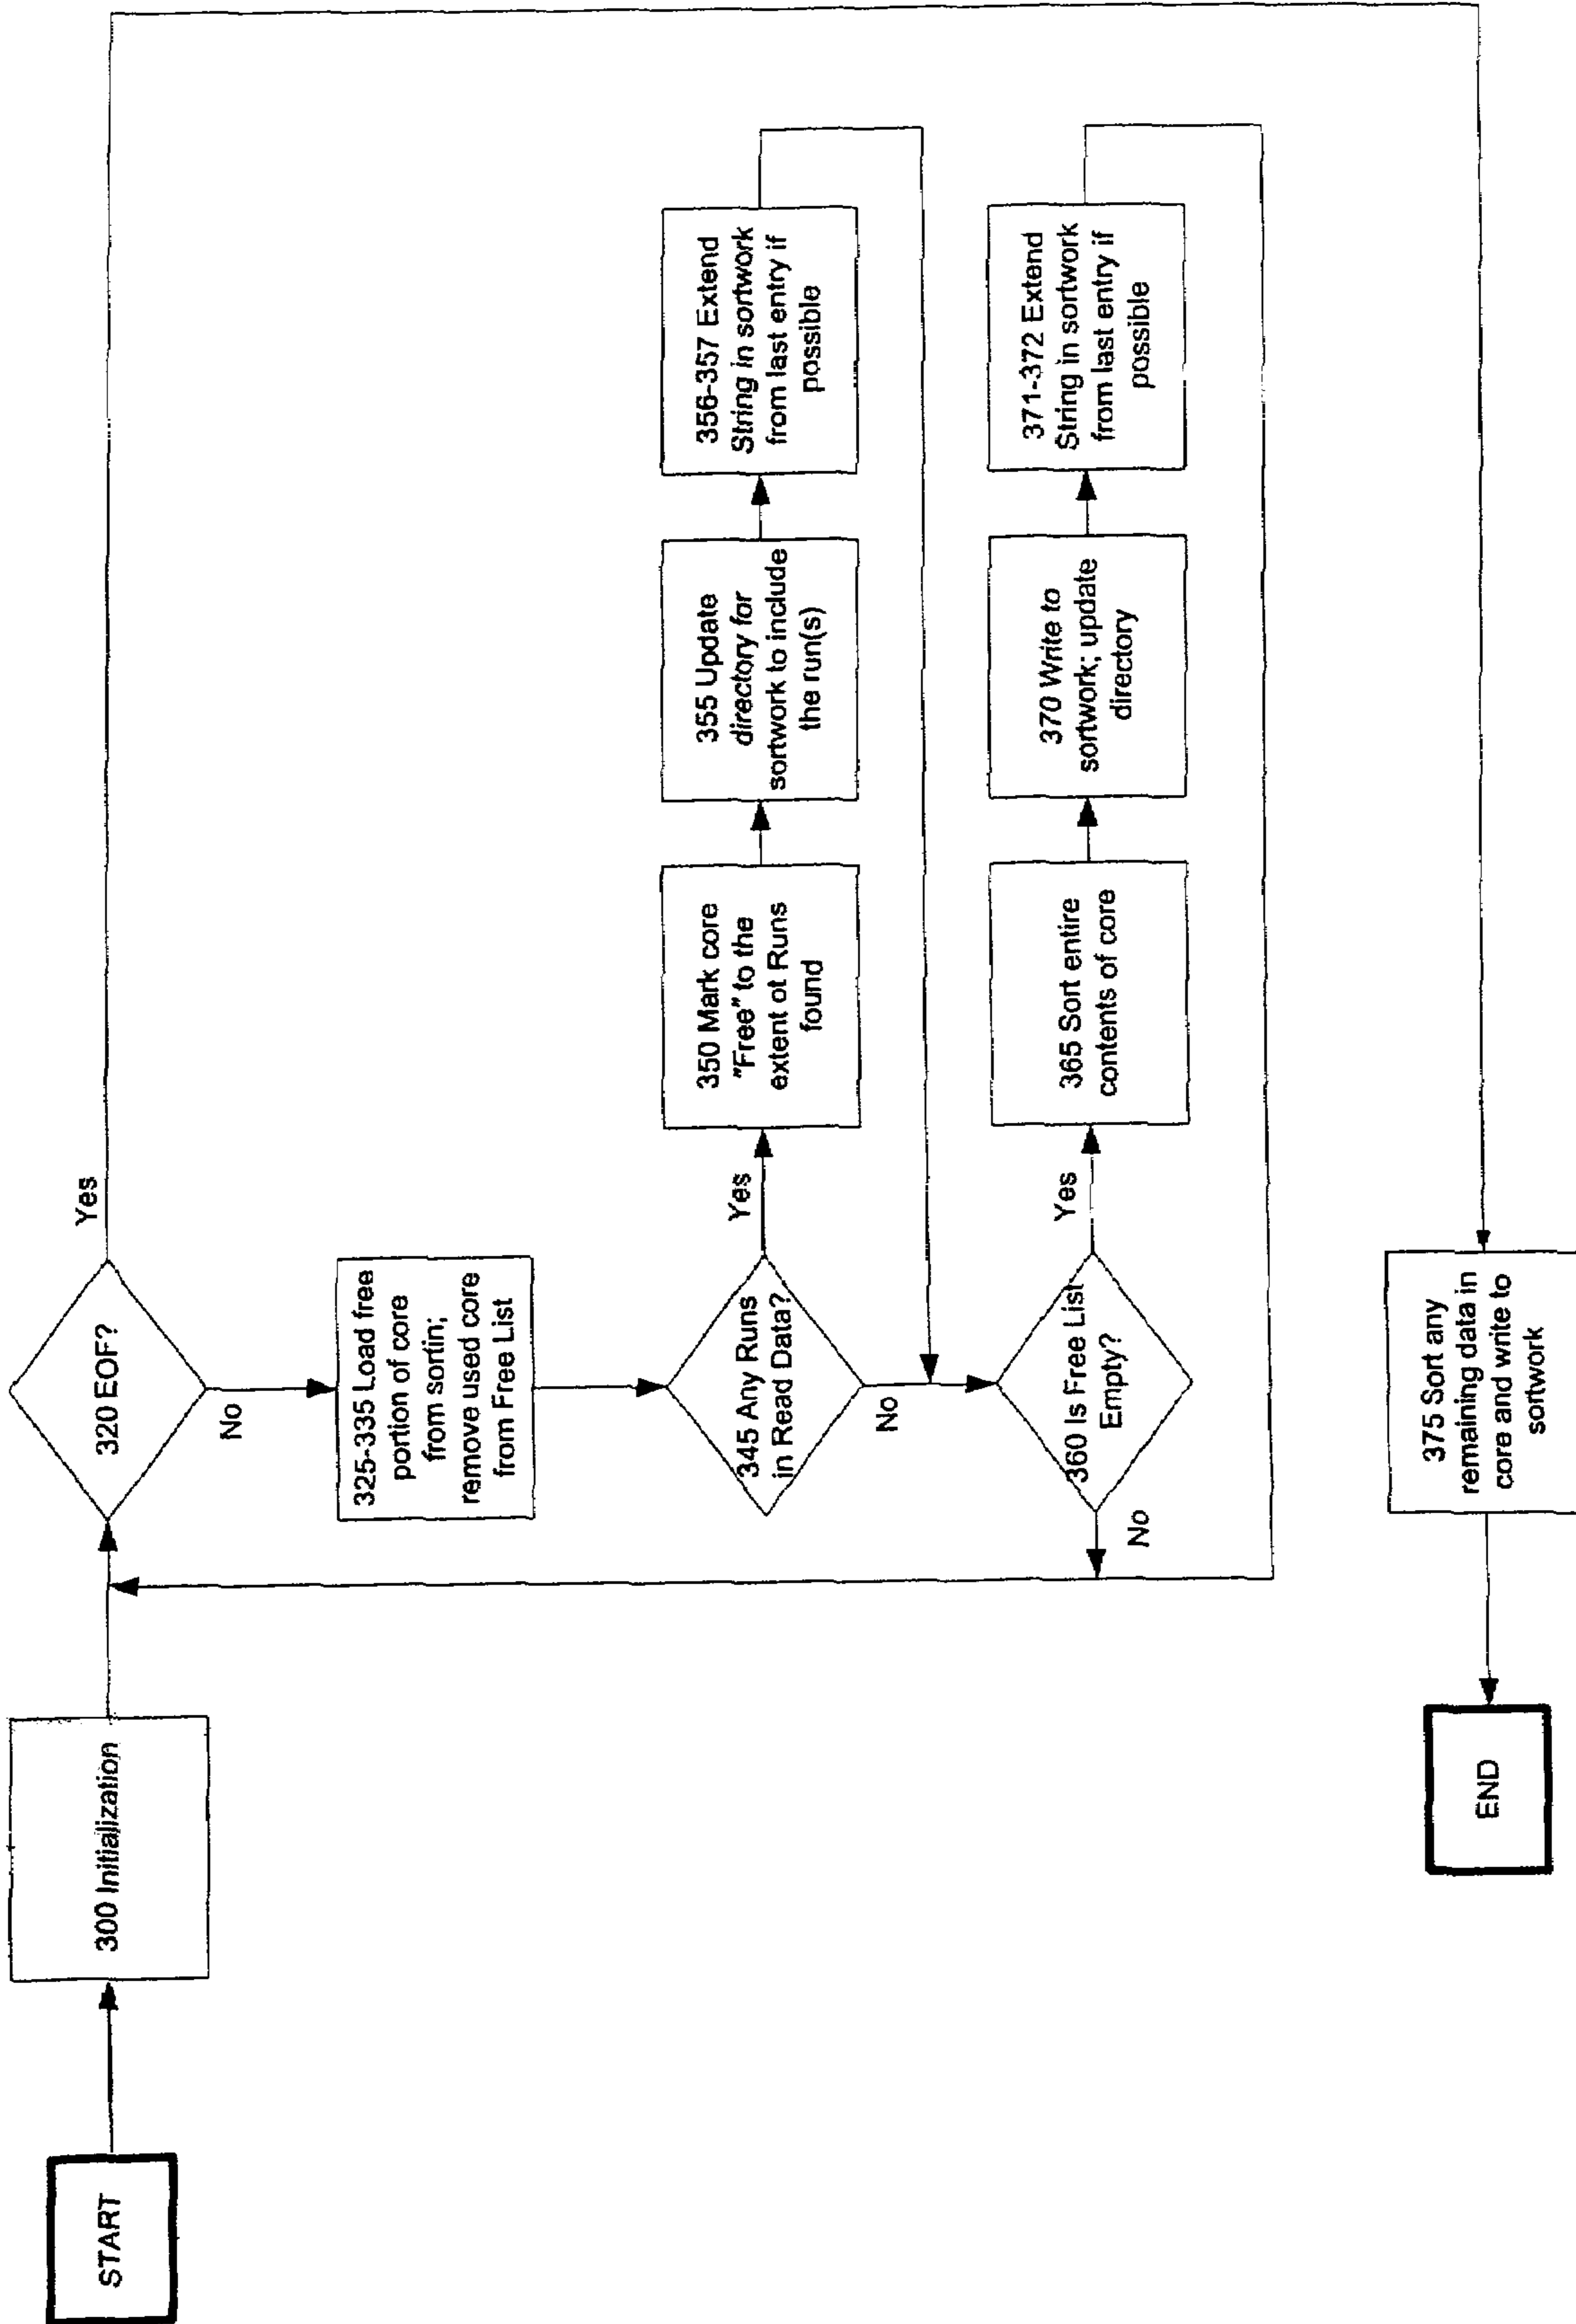 START
300 Initialization
320 EOF?
Yes
No
325-335 Load free
portion of core
from sortin;
remove used core
from Free List
345 Any Runs
in Read Data?
Yes
No
350 Mark core
"Free" to the
extent ot Runs
found
355 Update
directory for
sortwork to include
the run(s)
356-357 Extend
String in sortwork
from last entry if
possible
360 Is Free List
Empty?
Yes
No
365 Sort entire
contents of core
370 Write to
sortwork; update
directory
371-372 Extend
String in sortwork
from last entry if
possible
375 Sort any
remaining data in
core and write to
sortwork
END